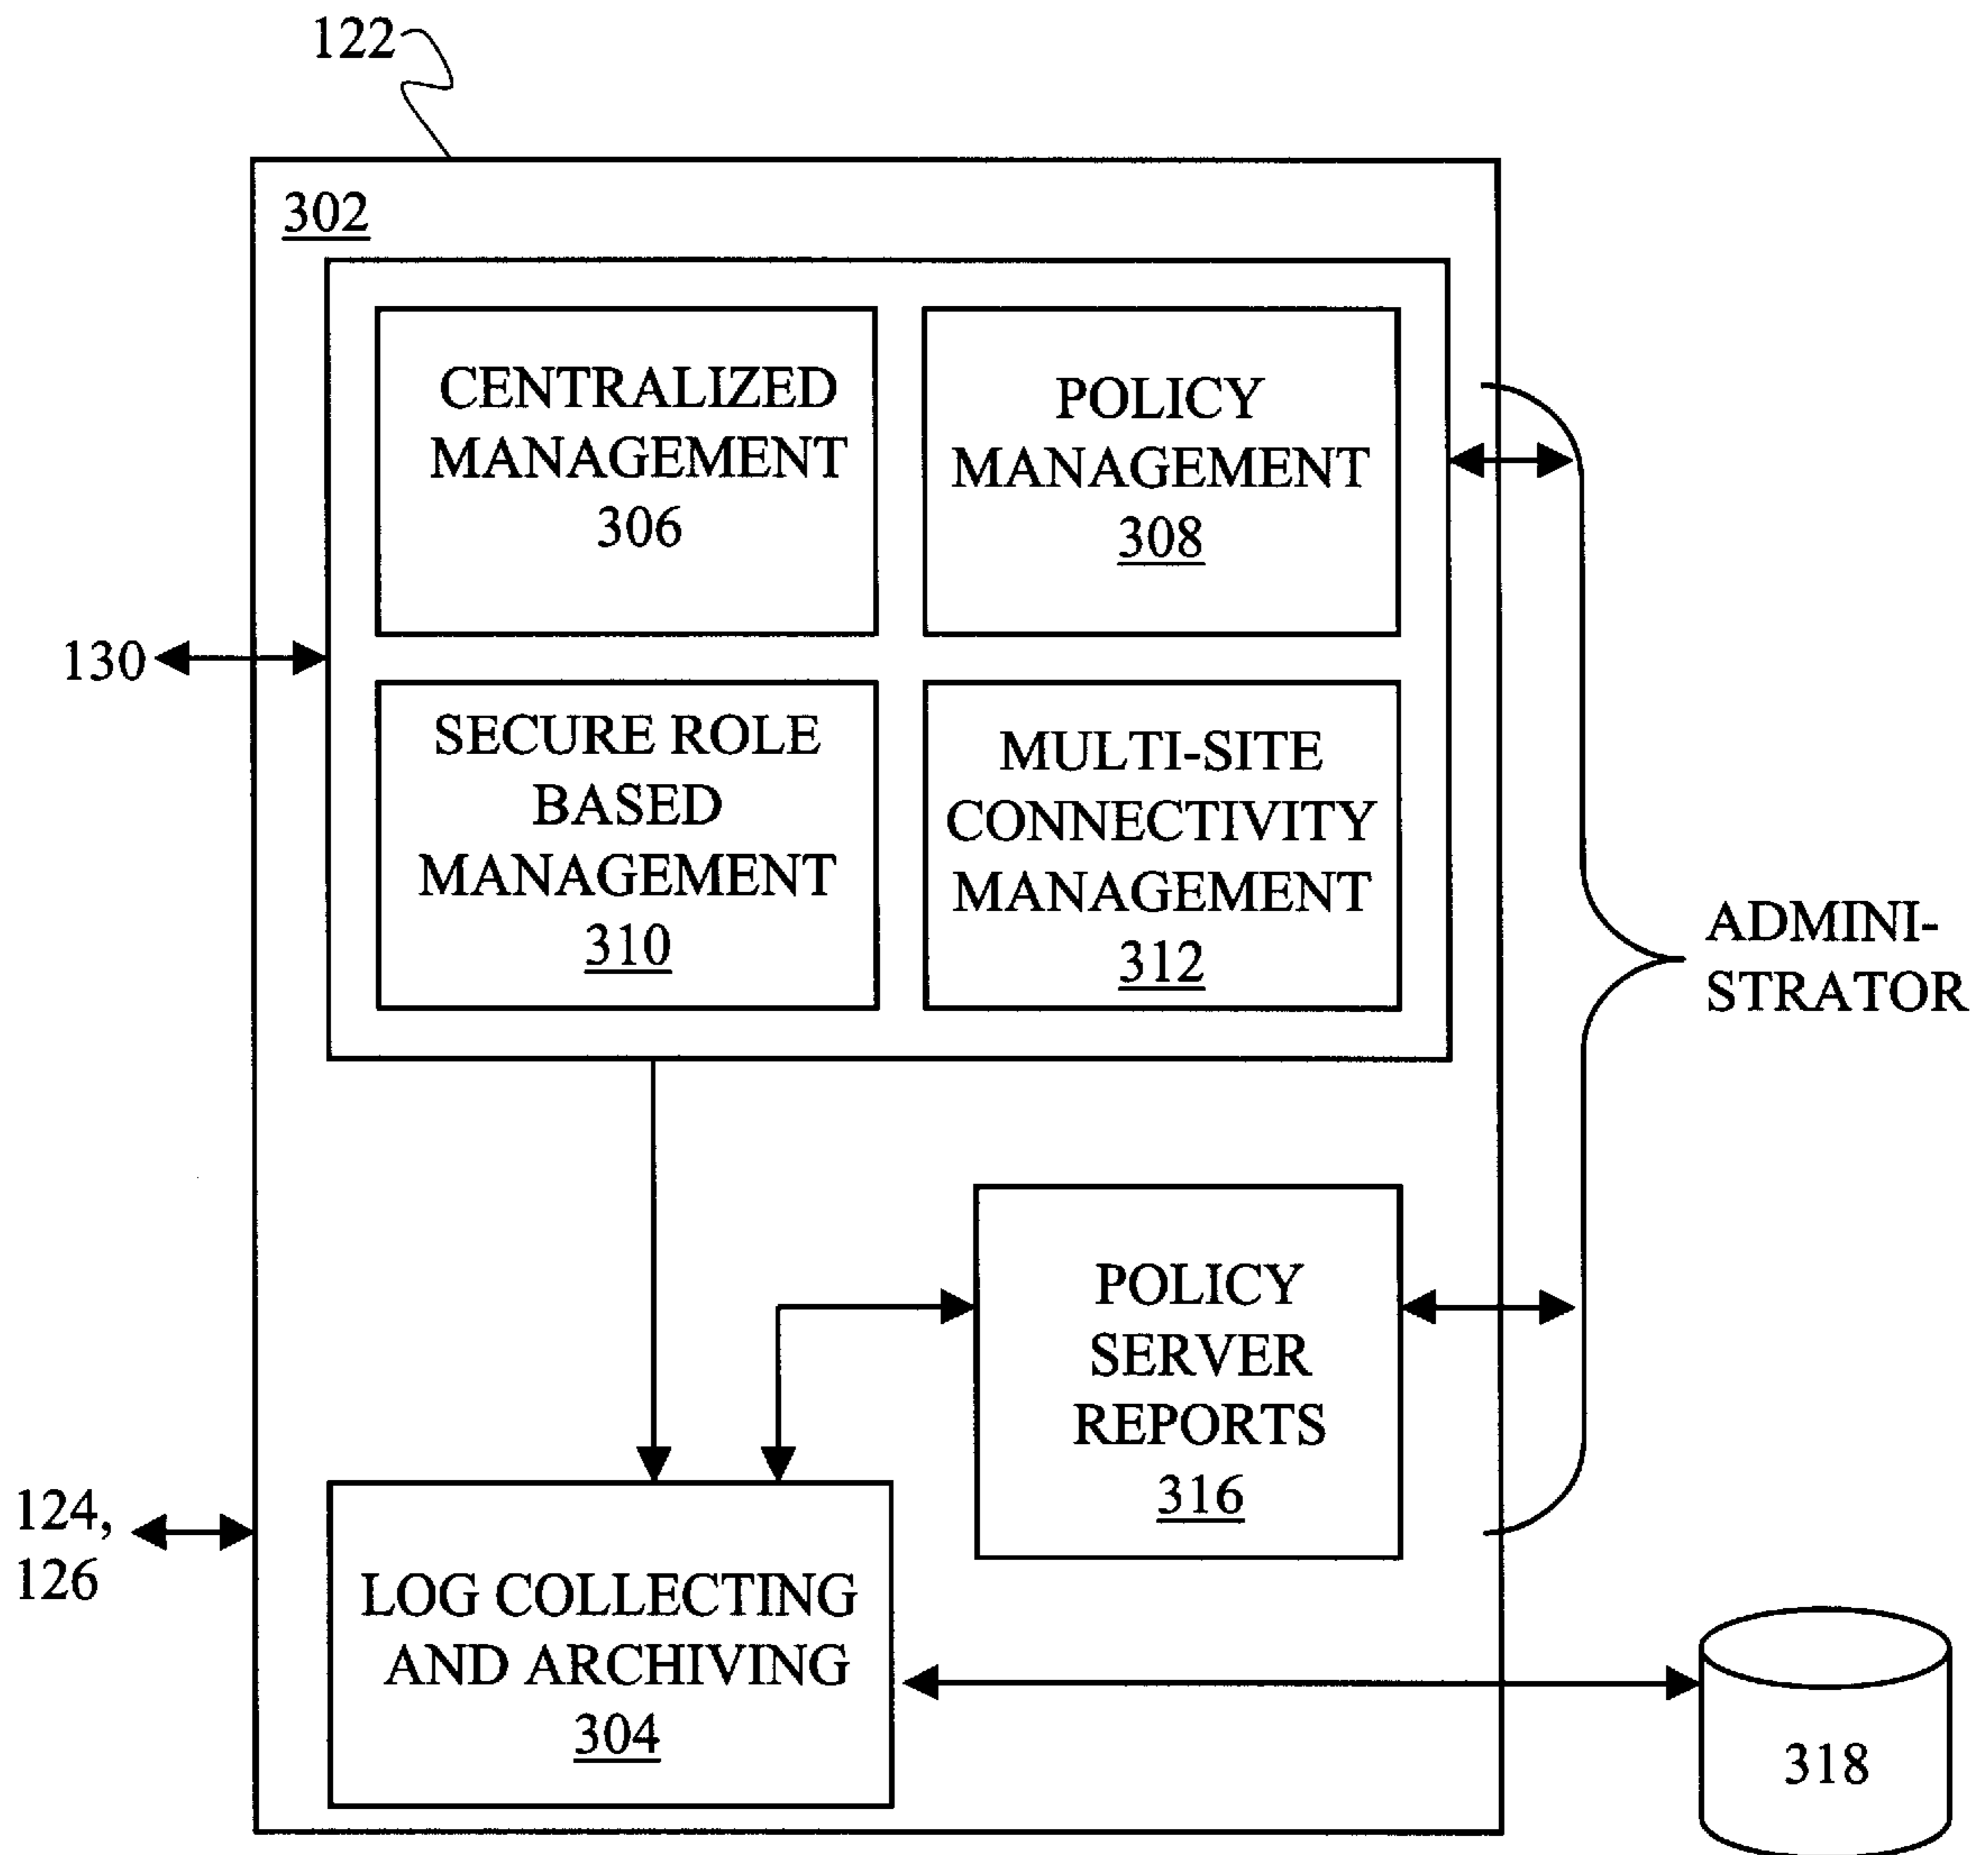 122
302
CENTRALIZED
MANAGEMENT
306
POLICY
MANAGEMENT
308
130
SECURE ROLE
BASED
MANAGEMENT
310
MULTI-SITE
CONNECTIVITY
MANAGEMENT
312
ADMINI-
STRATOR
POLICY
SERVER
REPORTS
316
124,
126
LOG COLLECTING
AND ARCHIVING
304
318